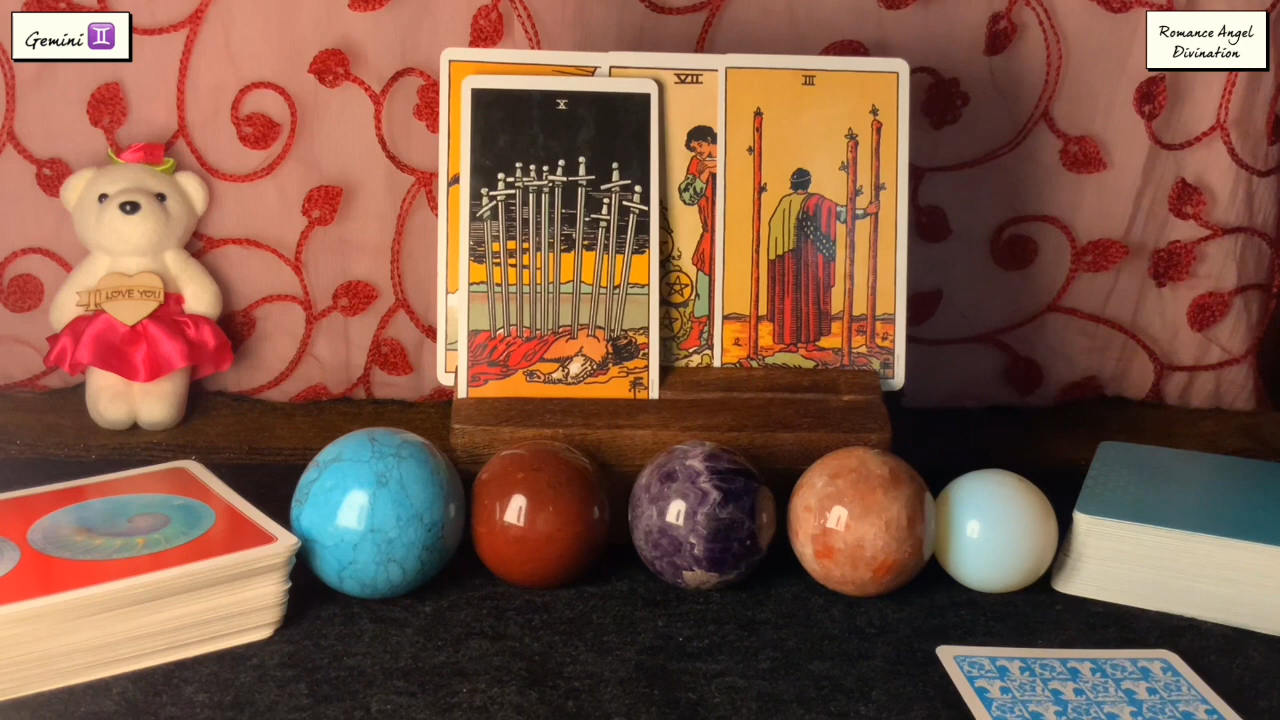 Gemini ♊
Romance Angel
Divination
X
VII
III
I LOVE YOU